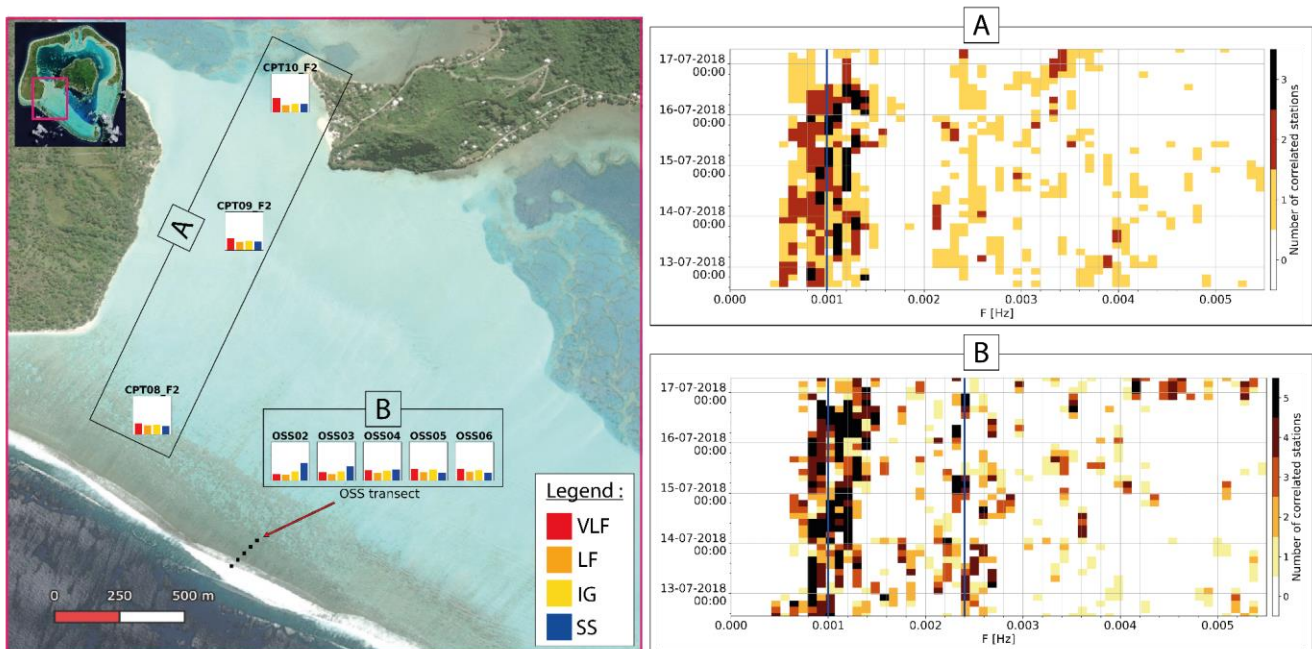 CPT10_F2
CPT09_F2
A
CPT08_F2
B
OSS02 OSS03 OSS04 OSS05 OSS06
OSS transect
0 250 500 m
Legend :
VLF
LF
IG
SS
A
17-07-2018
00:00
16-07-2018
00:00
15-07-2018
00:00
14-07-2018
00:00
13-07-2018
00:00
0.000 0.001 0.002 0.003 0.004 0.005
F [Hz]
3
2
1
0
Number of correlated stations
B
17-07-2018
00:00
16-07-2018
00:00
15-07-2018
00:00
14-07-2018
00:00
13-07-2018
00:00
0.000 0.001 0.002 0.003 0.004 0.005
F [Hz]
5
4
3
2
1
0
Number of correlated stations